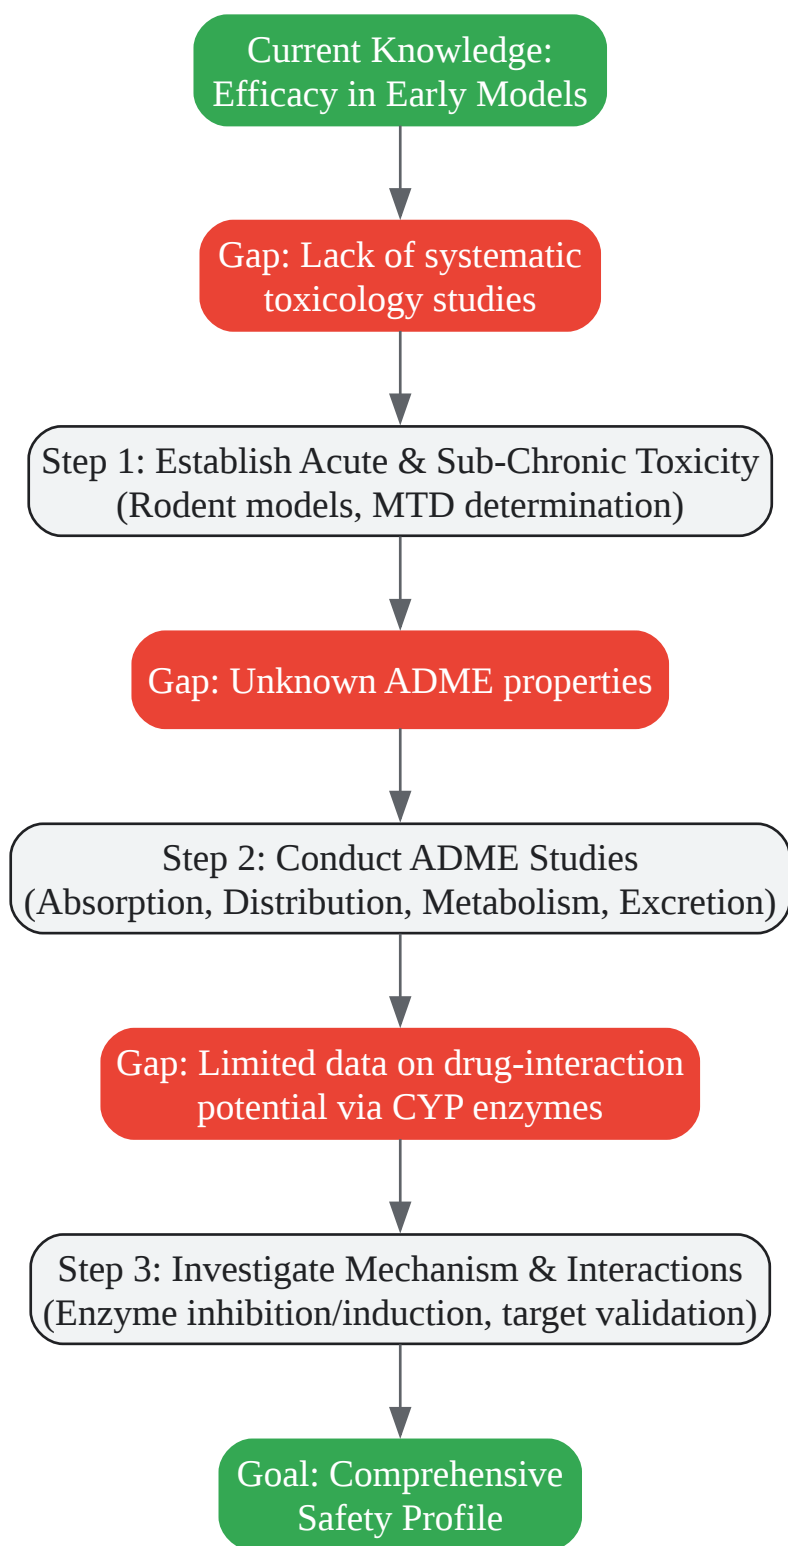 Current Knowledge:
Efficacy in Early Models
Gap: Lack of systematic
toxicology studies
Step 1: Establish Acute & Sub-Chronic Toxicity
(Rodent models, MTD determination)
Gap: Unknown ADME properties
Step 2: Conduct ADME Studies
(Absorption, Distribution, Metabolism, Excretion)
Gap: Limited data on drug-interaction
potential via CYP enzymes
Step 3: Investigate Mechanism & Interactions
(Enzyme inhibition/induction, target validation)
Goal: Comprehensive
Safety Profile